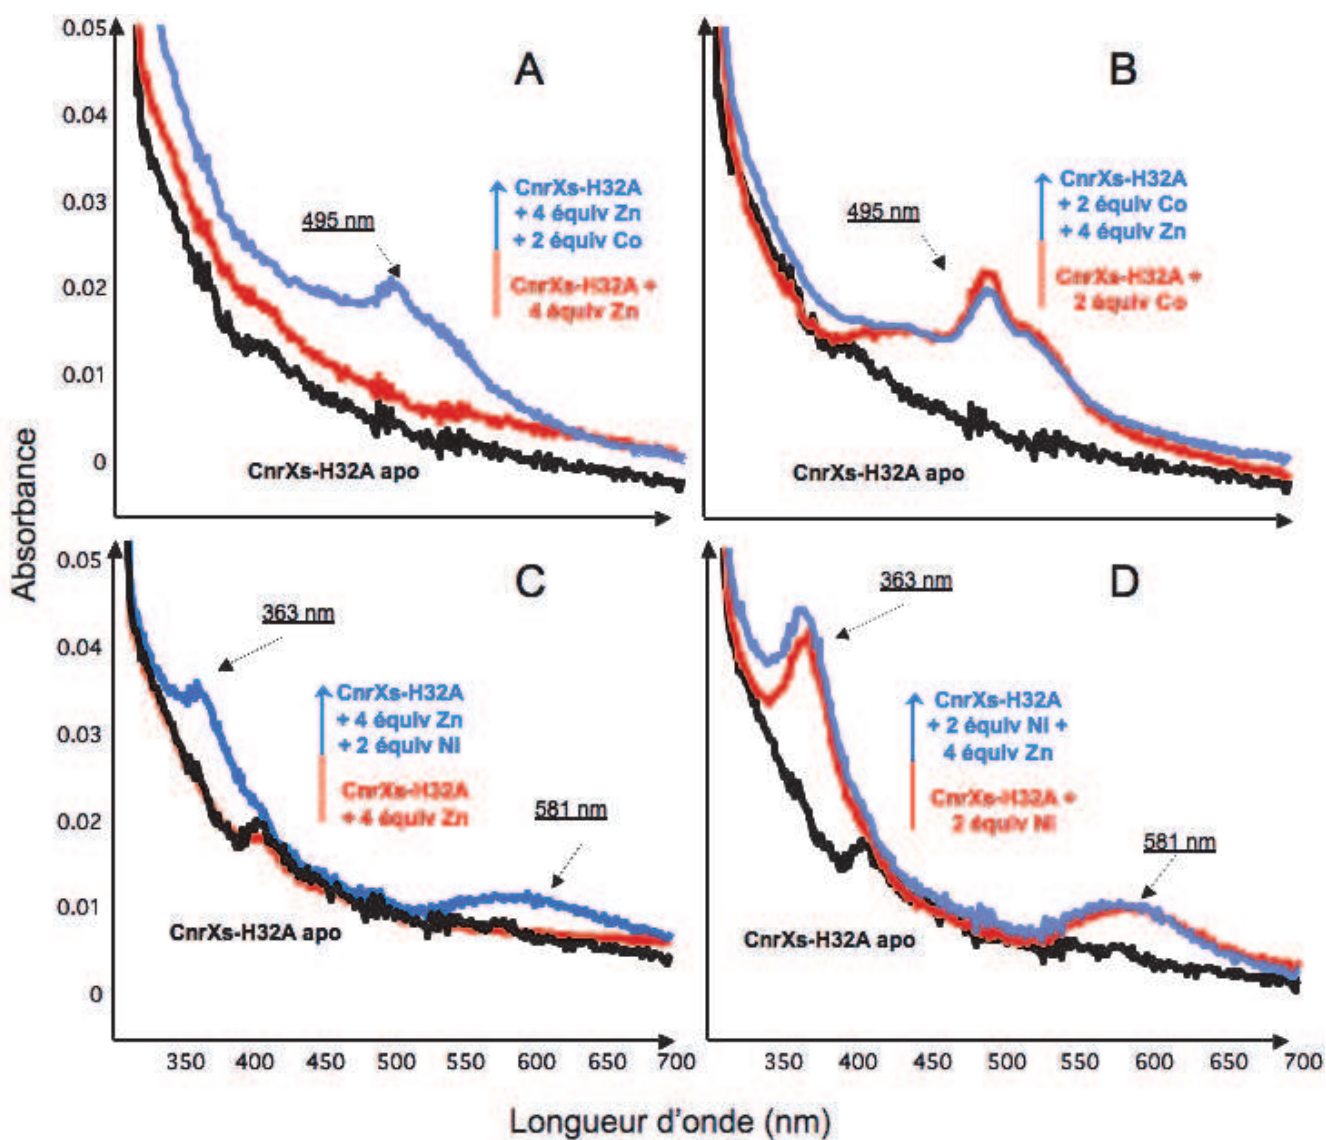 Absorbance
0.05
0.04
0.03
0.02
0.01
0
A
495 nm
CnrXs-H32A
+ 4 équiv Zn
+ 2 équiv Co
CnrXs-H32A +
4 équiv Zn
CnrXs-H32A apo
B
495 nm
CnrXs-H32A
+ 2 équiv Co
+ 4 équiv Zn
CnrXs-H32A +
2 équiv Co
CnrXs-H32A apo
0.05
0.04
0.03
0.02
0.01
0
C
363 nm
CnrXs-H32A
+ 4 équiv Zn
+ 2 équiv Ni
CnrXs-H32A
+ 4 équiv Zn
581 nm
CnrXs-H32A apo
350 400 450 500 550 600 650 700
D
363 nm
CnrXs-H32A
+ 2 équiv Ni +
4 équiv Zn
CnrXs-H32A +
2 équiv Ni
581 nm
CnrXs-H32A apo
350 400 450 500 550 600 650 700
Longueur d'onde (nm)